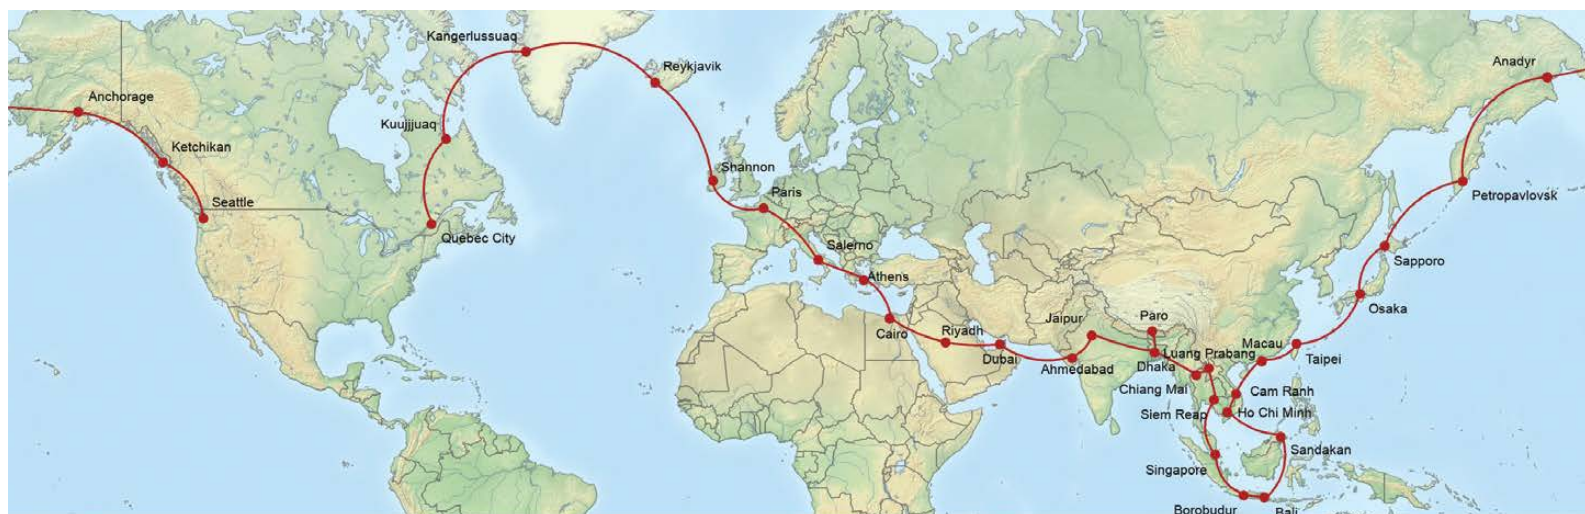 Kangerlussuaq
Reykjavik
Anadyr
Anchorage
Kuujjjuaq
Ketchikan
Shannon
Paris
Petropavlovsk
Seattle
Quebec City
Salerno
Athens
Sapporo
Osaka
Cairo
Riyadh
Dubai
Jaipur
Paro
Ahmedabad
Dhaka
Luang Prabang
Macau
Taipei
Chiang Mai
Cam Ranh
Siem Reap
Ho Chi Minh
Sandakan
Singapore
Borobudur
Bali